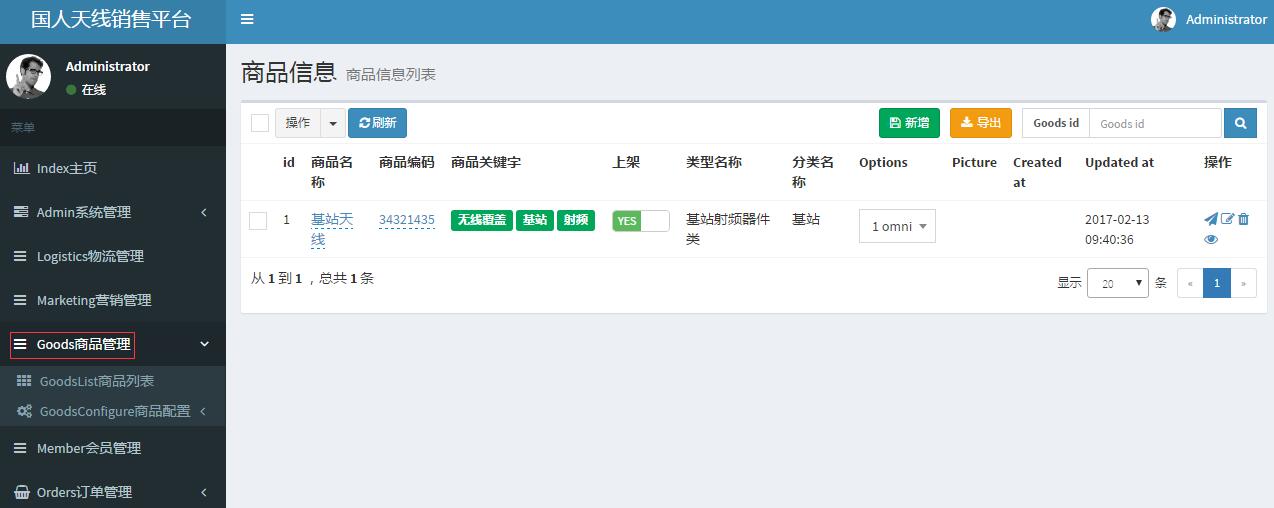 国人天线销售平台
Administrator
Administrator
在线
菜单
Index主页
Admin系统管理
Logistics物流管理
Marketing营销管理
Goods商品管理
GoodsList商品列表
GoodsConfigure商品配置
Member会员管理
Orders订单管理
商品信息 商品信息列表
操作 刷新 新增 导出 Goods id Goods id
id 商品名称 商品编码 商品关键字 上架 类型名称 分类名称 Options Picture Created at Updated at 操作
1 基站天线 34321435 无线覆盖 基站 射频 YES 基站射频器件类 基站 1 omni 2017-02-13 09:40:36
从 1 到 1 ，总共 1 条 显示 20 条 « 1 »